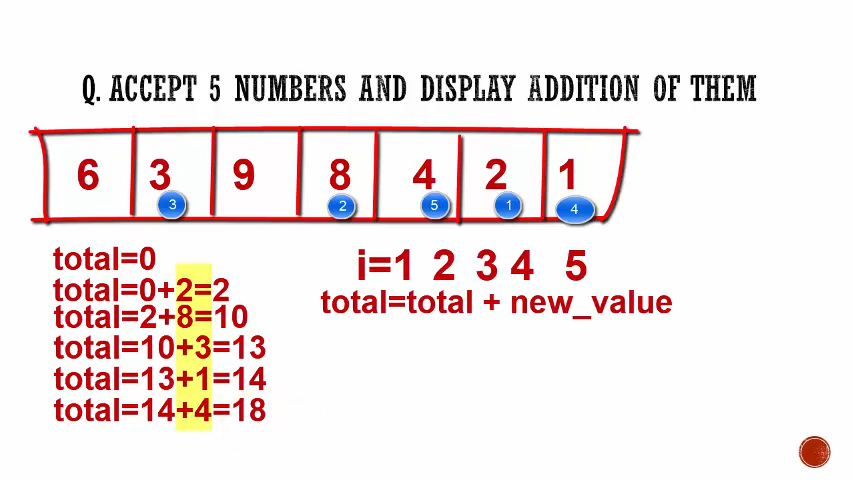 Q. ACCEPT 5 NUMBERS AND DISPLAY ADDITION OF THEM
6 3 9 8 4 2 1
3 2 5 1 4
total=0
total=0+2=2
total=2+8=10
total=10+3=13
total=13+1=14
total=14+4=18
i=1 2 3 4 5
total=total + new_value